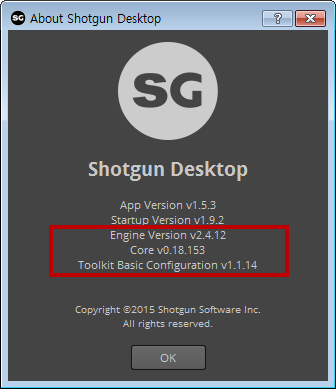 SG About Shotgun Desktop
SG
Shotgun Desktop
App Version v1.5.3
Startup Version v1.9.2
Engine Version v2.4.12
Core v0.18.153
Toolkit Basic Configuration v1.1.14
Copyright ©2015 Shotgun Software Inc.
All rights reserved.
OK